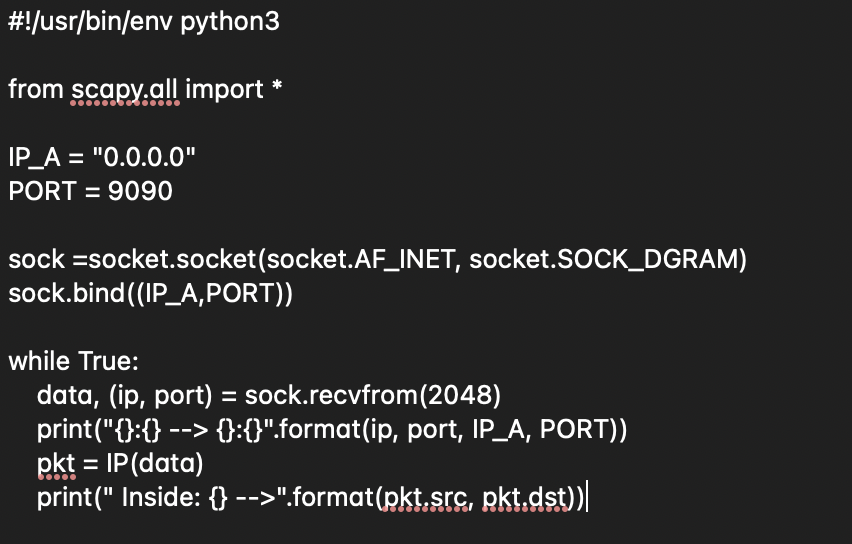 #!/usr/bin/env python3
from scapy.all import *
IP_A = "0.0.0.0"
PORT = 9090
sock =socket.socket(socket.AF_INET, socket.SOCK_DGRAM)
sock.bind((IP_A,PORT))
while True:
    data, (ip, port) = sock.recvfrom(2048)
    print("{}:{} --> {}:{}".format(ip, port, IP_A, PORT))
    pkt = IP(data)
    print(" Inside: {} -->".format(pkt.src, pkt.dst))